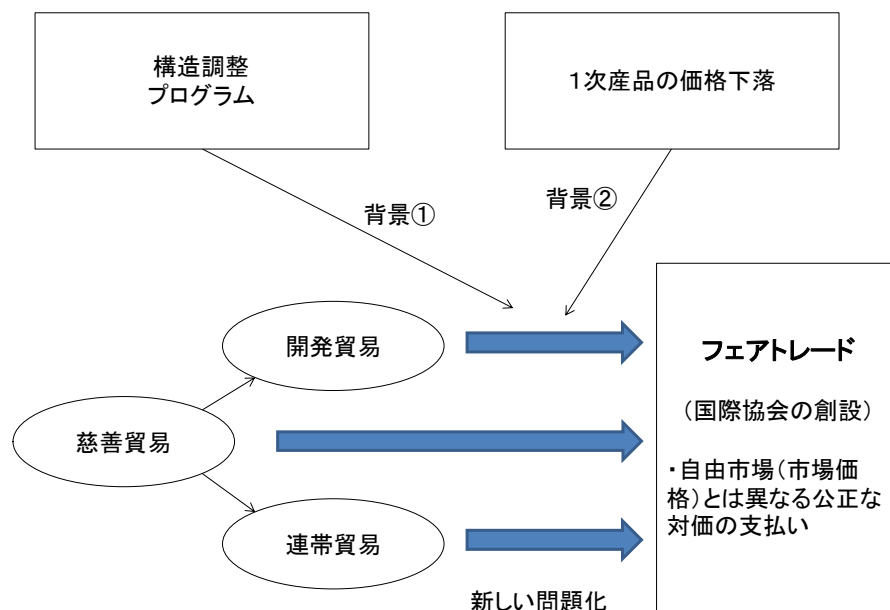 構造調整
プログラム
１次産品の価格下落
背景①
背景②
開発貿易
慈善貿易
連帯貿易
新しい問題化
フェアトレード
（国際協会の創設）
・自由市場（市場価
格）とは異なる公正な
対価の支払い